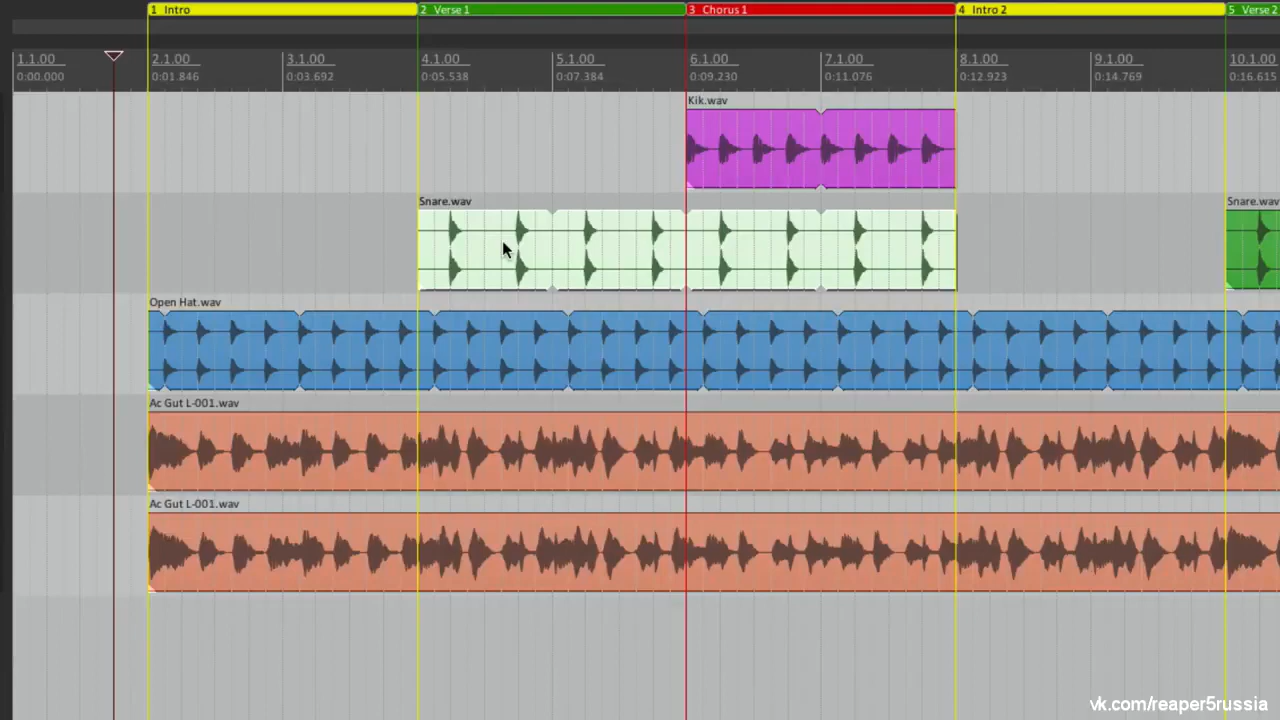 1 Intro 2 Verse 1 3 Chorus 1 4 Intro 2 5 Verse 2
1.1.00 2.1.00 3.1.00 4.1.00 5.1.00 6.1.00 7.1.00 8.1.00 9.1.00 10.1.00
0:00.000 0:01.846 0:03.692 0:05.538 0:07.384 0:09.230 0:11.076 0:12.923 0:14.769 0:16.615
Kik.wav
Snare.wav Snare.wav
Open Hat.wav
Ac Gut L-001.wav
Ac Gut L-001.wav
vk.com/reaper5russia